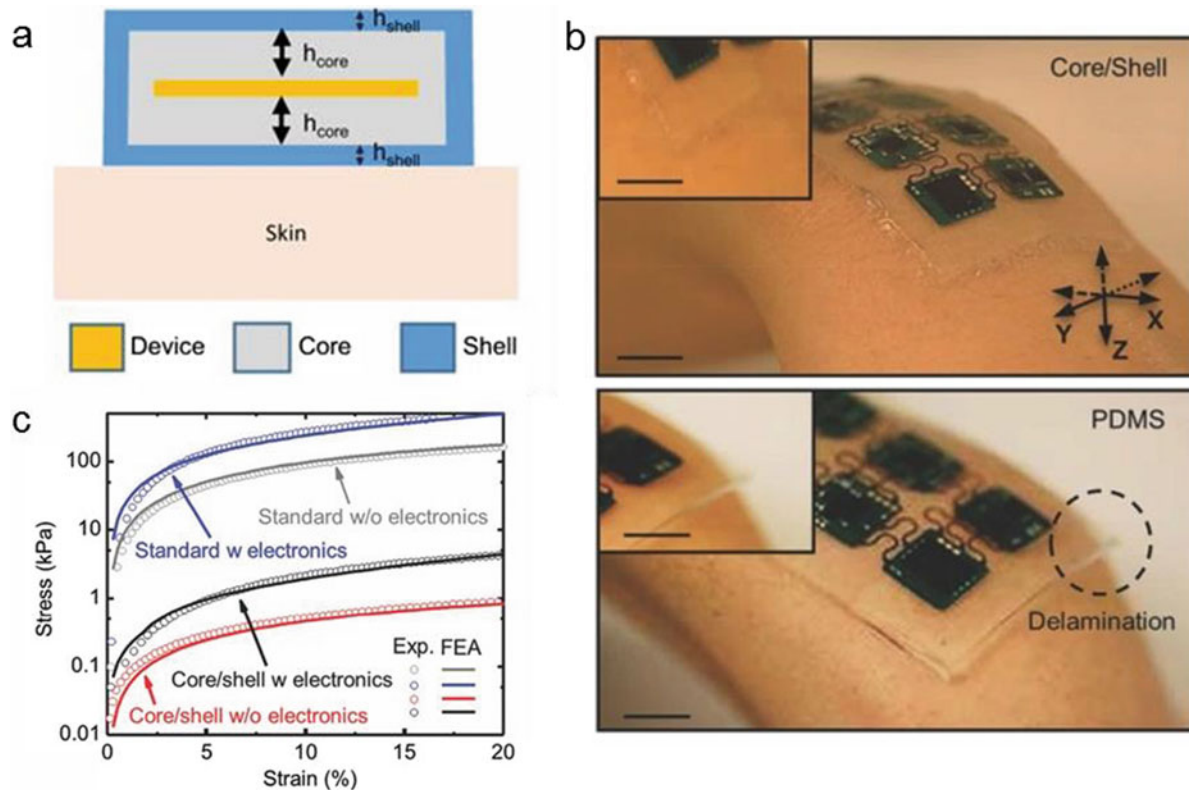 a
h_shell
h_core
h_core
h_shell
Skin
Device
Core
Shell
b
Core/Shell
Y
X
Z
PDMS
Delamination
c
Stress (kPa)
100
10
1
0.1
0.01
Standard w/o electronics
Standard w electronics
Exp. FEA
Core/shell w electronics
Core/shell w/o electronics
0 5 10 15 20
Strain (%)